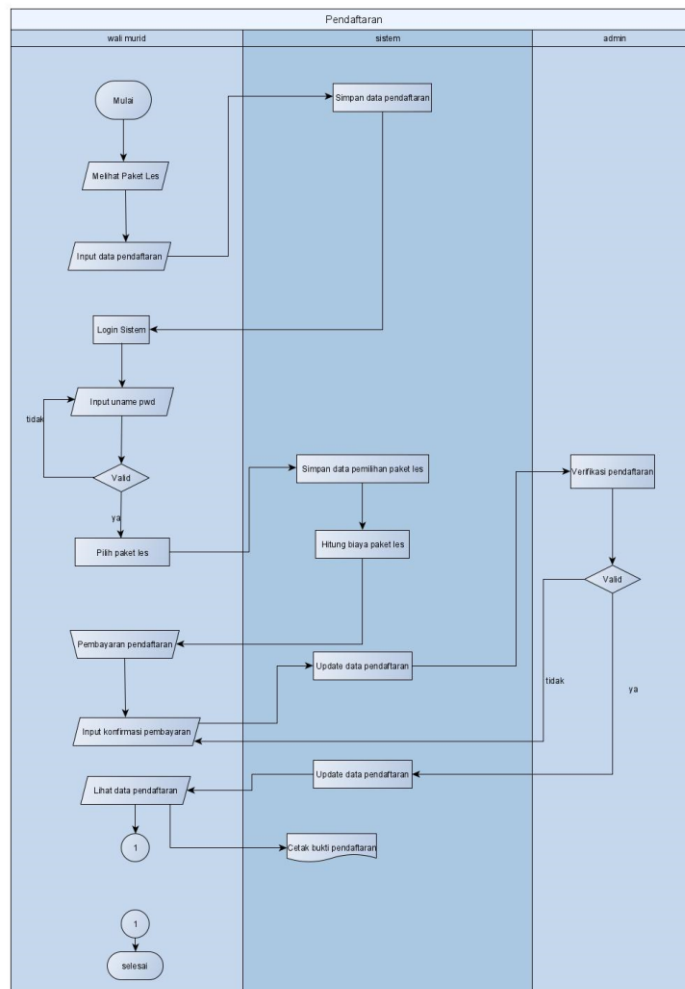 Pendaftaran
wali murid
sistem
admin
Mulai
Simpan data pendaftaran
Melihat Paket Les
Input data pendaftaran
Login Sistem
Input uname pwd
tidak
Valid
Simpan data pemilihan paket les
Verifikasi pendaftaran
ya
Pilih paket les
Hitung biaya paket les
Valid
Pembayaran pendaftaran
Update data pendaftaran
tidak
ya
Input konfirmasi pembayaran
Update data pendaftaran
Lihat data pendaftaran
1
Cetak bukti pendaftaran
1
selesai